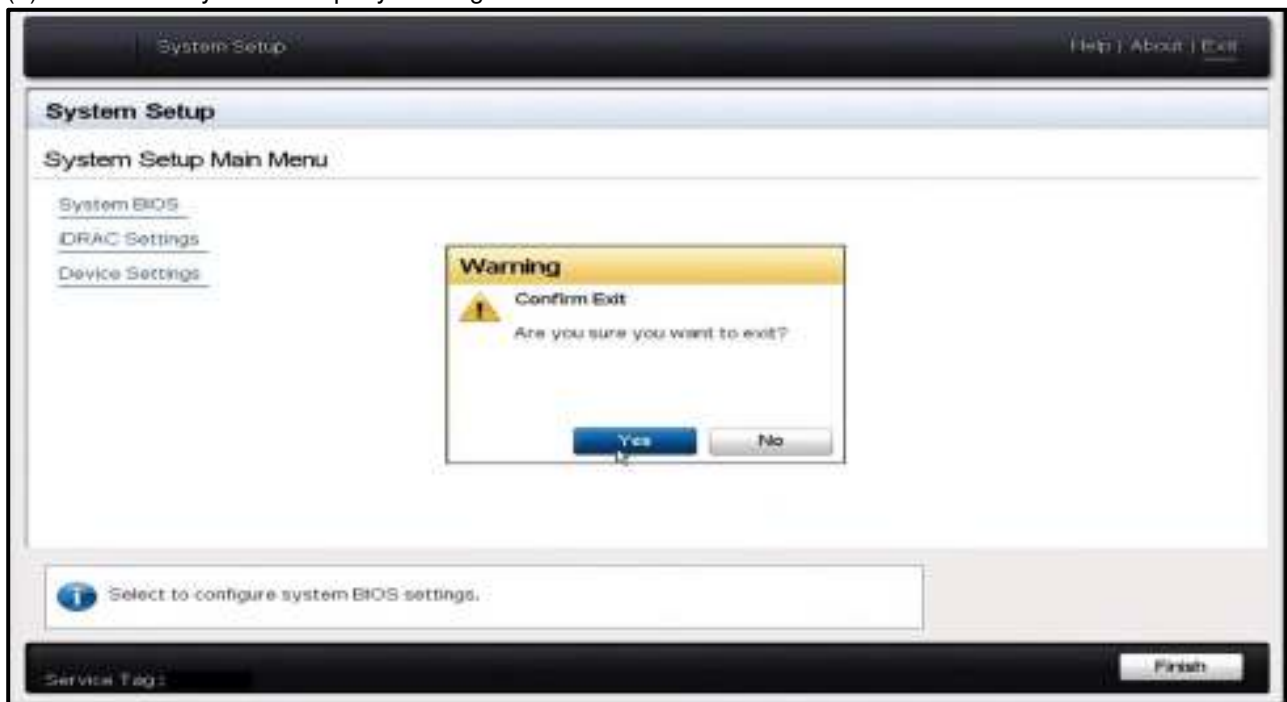 System Setup
Help | About | Exit
System Setup
System Setup Main Menu
System BIOS
iDRAC Settings
Device Settings
Warning
Confirm Exit
Are you sure you want to exit?
Yes
No
Select to configure system BIOS settings.
Service Tag:
Finish